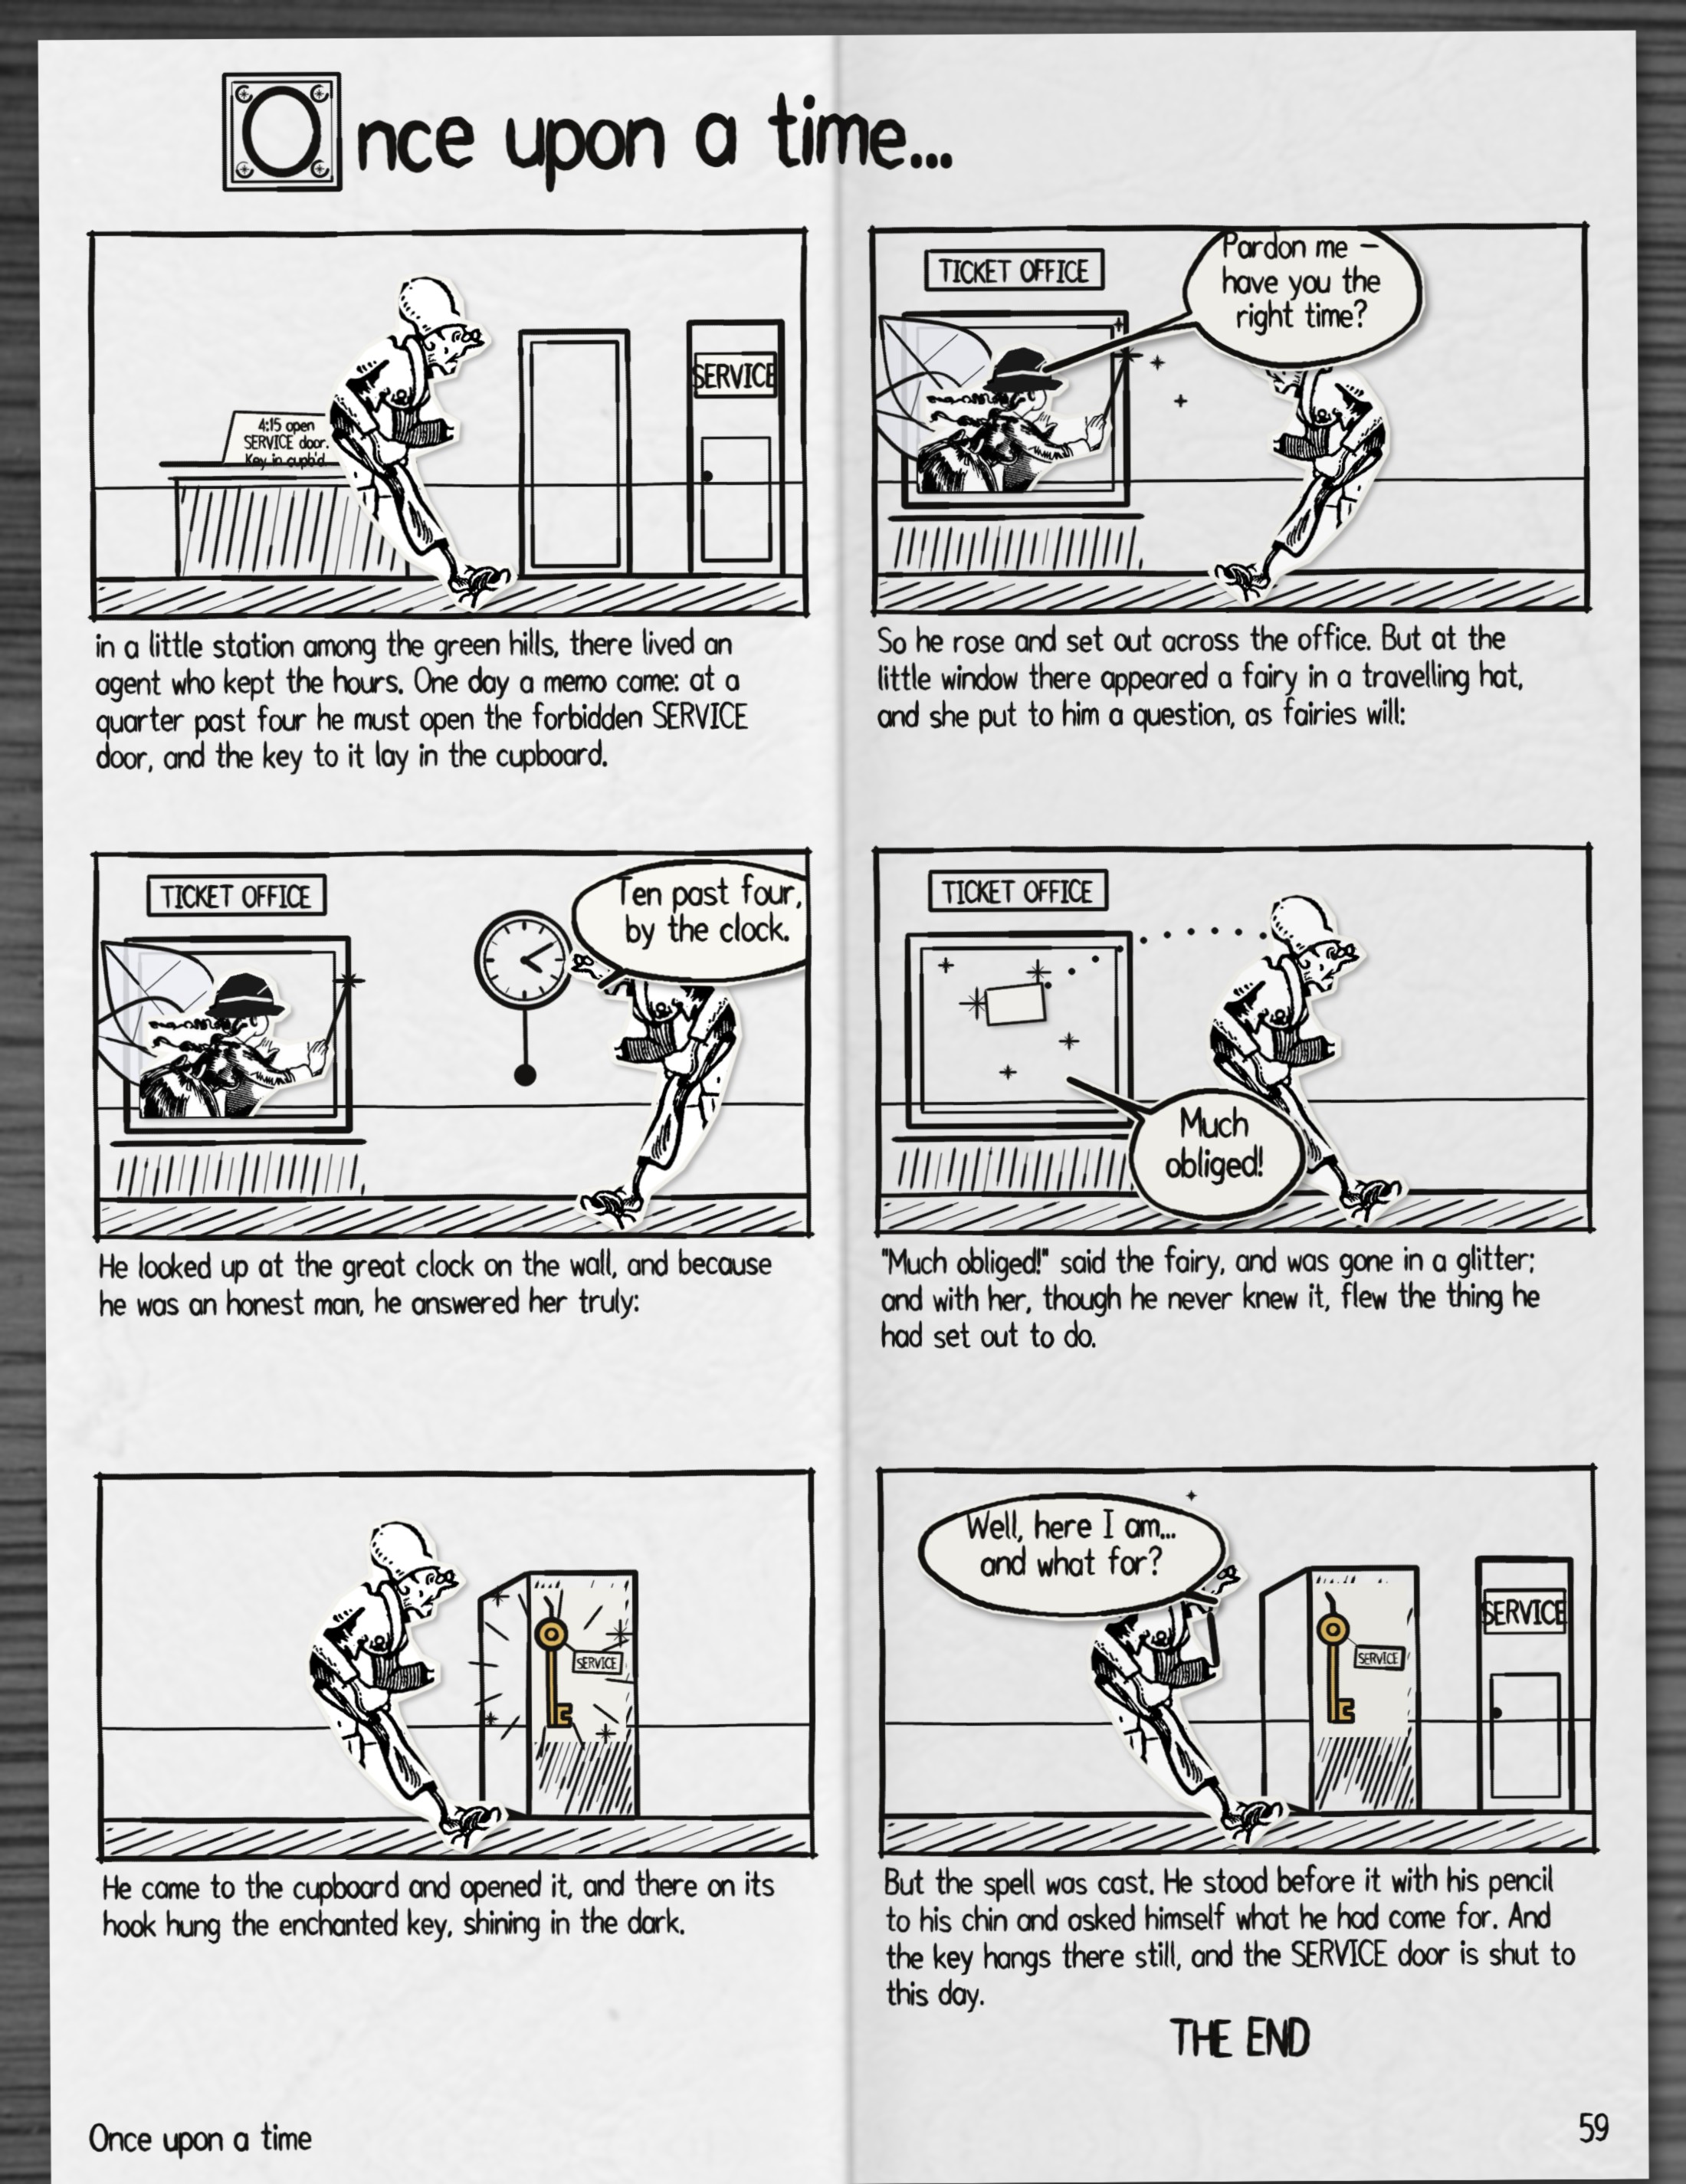 Once upon a time...
4:15 open
SERVICE door.
Key in cupb'd
SERVICE
in a little station among the green hills, there lived an
agent who kept the hours. One day a memo came: at a
quarter past four he must open the forbidden SERVICE
door, and the key to it lay in the cupboard.
TICKET OFFICE
Pardon me —
have you the
right time?
So he rose and set out across the office. But at the
little window there appeared a fairy in a travelling hat,
and she put to him a question, as fairies will:
TICKET OFFICE
Ten past four,
by the clock.
He looked up at the great clock on the wall, and because
he was an honest man, he answered her truly:
TICKET OFFICE
Much
obliged!
"Much obliged!" said the fairy, and was gone in a glitter;
and with her, though he never knew it, flew the thing he
had set out to do.
SERVICE
He came to the cupboard and opened it, and there on its
hook hung the enchanted key, shining in the dark.
Well, here I am...
and what for?
SERVICE
SERVICE
But the spell was cast. He stood before it with his pencil
to his chin and asked himself what he had come for. And
the key hangs there still, and the SERVICE door is shut to
this day.
THE END
Once upon a time
59